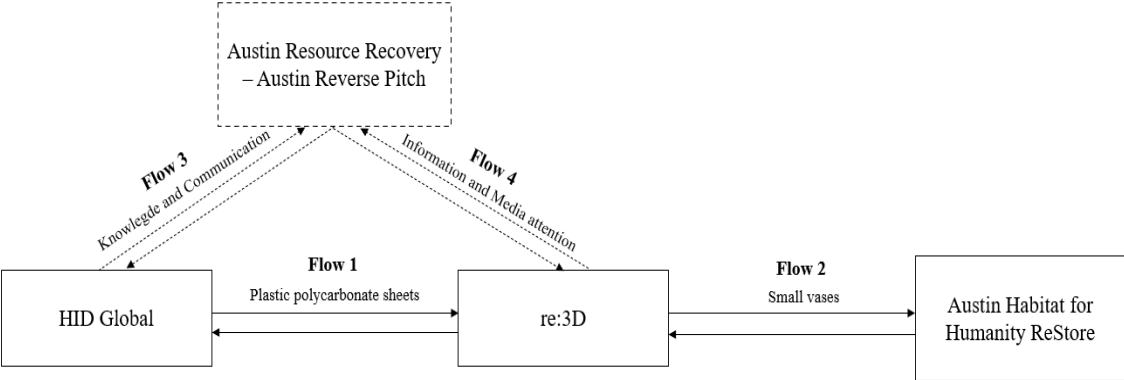 Austin Resource Recovery
– Austin Reverse Pitch
Flow 3
Knowlegde and Communication
Flow 4
Information and Media attention
HID Global
Flow 1
Plastic polycarbonate sheets
re:3D
Flow 2
Small vases
Austin Habitat for
Humanity ReStore